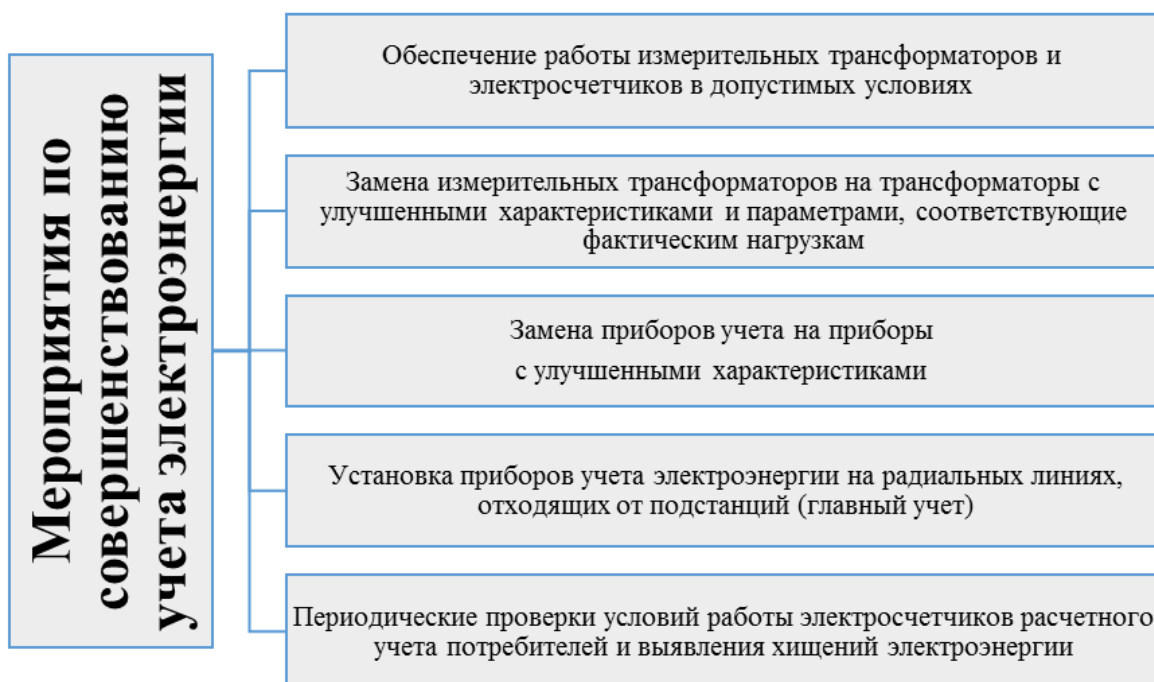 Мероприятия по
совершенствованию
учета электроэнергии
Обеспечение работы измерительных трансформаторов и
электросчетчиков в допустимых условиях
Замена измерительных трансформаторов на трансформаторы с
улучшенными характеристиками и параметрами, соответствующие
фактическим нагрузкам
Замена приборов учета на приборы
с улучшенными характеристиками
Установка приборов учета электроэнергии на радиальных линиях,
отходящих от подстанций (главный учет)
Периодические проверки условий работы электросчетчиков расчетного
учета потребителей и выявления хищений электроэнергии